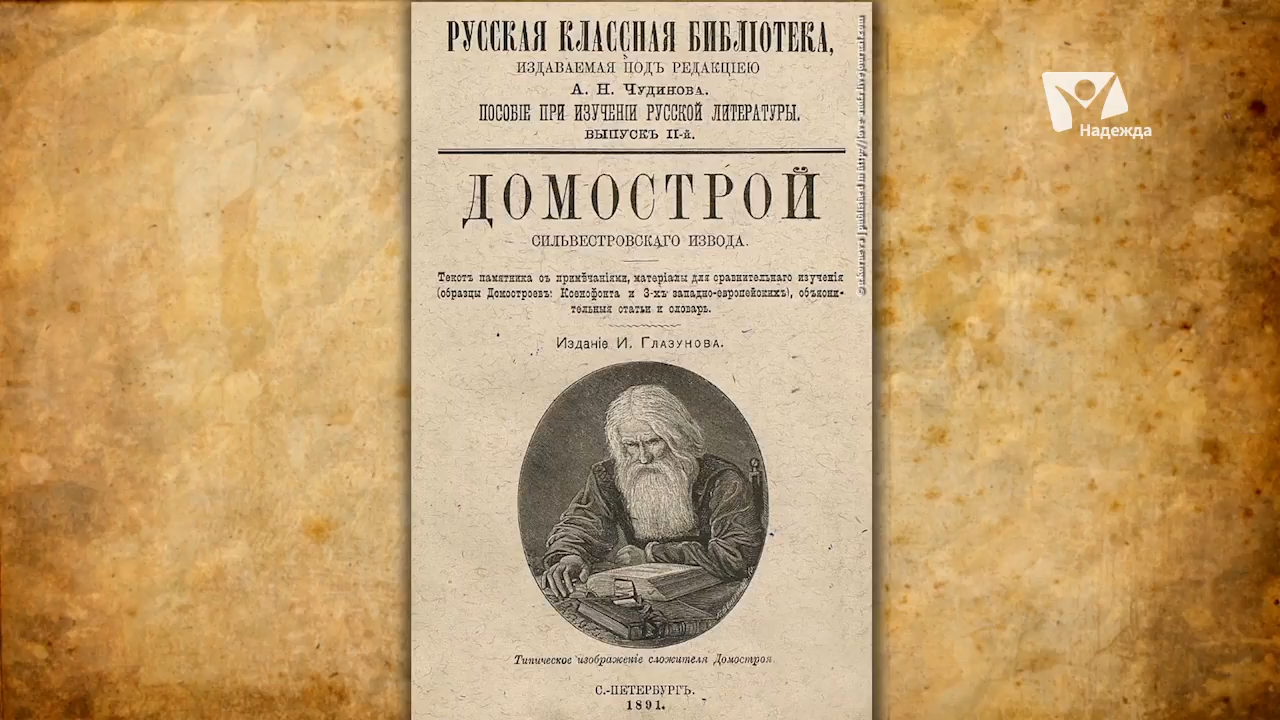 РУССКАЯ КЛАССНАЯ БИБЛІОТЕКА,
ИЗДАВАЕМАЯ ПОДЪ РЕДАКЦІЕЮ
А. Н. ЧУДИНОВА.
ПОСОБІЕ ПРИ ИЗУЧЕНІИ РУССКОЙ ЛИТЕРАТУРЫ.
ВЫПУСКЪ II-й.
ДОМОСТРОЙ
СИЛЬВЕСТРОВСКАГО ИЗВОДА.
Текстъ памятника съ примѣчаніями, матеріалы для сравнительнаго изученія
(образцы Домостроевъ: Ксенофонта и 3-хъ западно-европейскихъ), объясни-
тельныя статьи и словарь.
Изданіе И. ГЛАЗУНОВА.
Типическое изображеніе сложителя Домостроя
С.-ПЕТЕРБУРГЪ.
1891.
Надежда